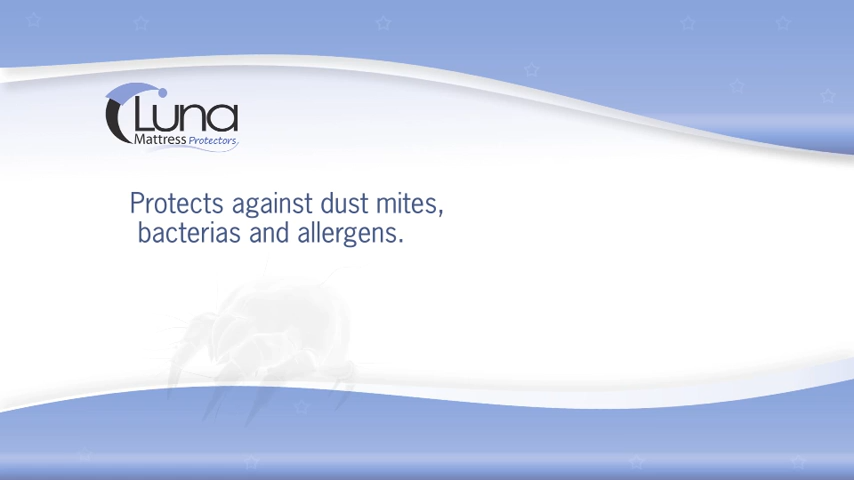 Luna
Mattress Protectors
Protects against dust mites,
bacterias and allergens.